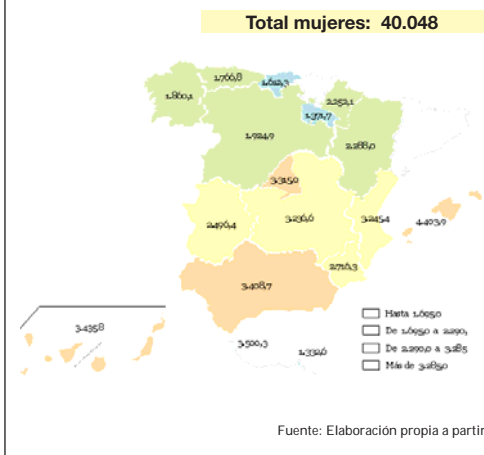 Total mujeres: 40.048
1.860,1
1.766,8
1.612,3
2.252,1
1.371,7
1.924,9
2.288,0
3.315,0
2.496,4
3.236,6
3.245,4
4.403,9
2.716,3
3.408,7
3.435,8
3.500,3
1.332,6
Hasta 1.695,0
De 1.695,0 a 2.290,
De 2.290,0 a 3.285
Más de 3.285,0
Fuente: Elaboración propia a partir